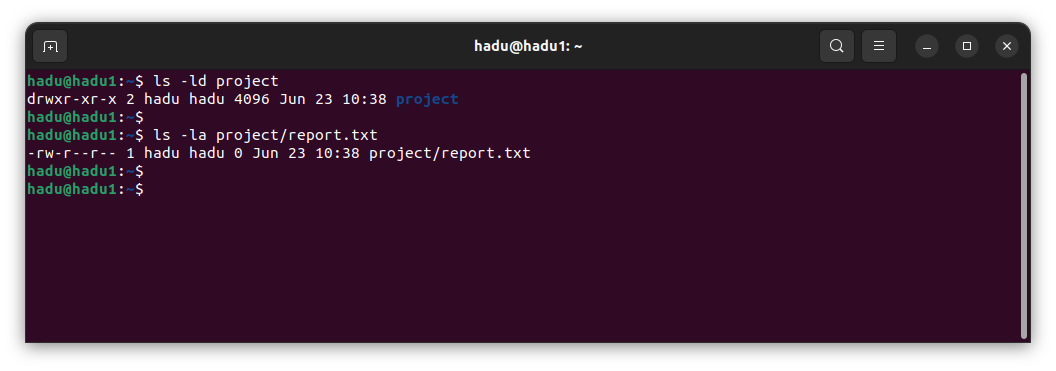 hadu@hadu1: ~
hadu@hadu1:~$ ls -ld project
drwxr-xr-x 2 hadu hadu 4096 Jun 23 10:38 project
hadu@hadu1:~$
hadu@hadu1:~$ ls -la project/report.txt
-rw-r--r-- 1 hadu hadu 0 Jun 23 10:38 project/report.txt
hadu@hadu1:~$
hadu@hadu1:~$